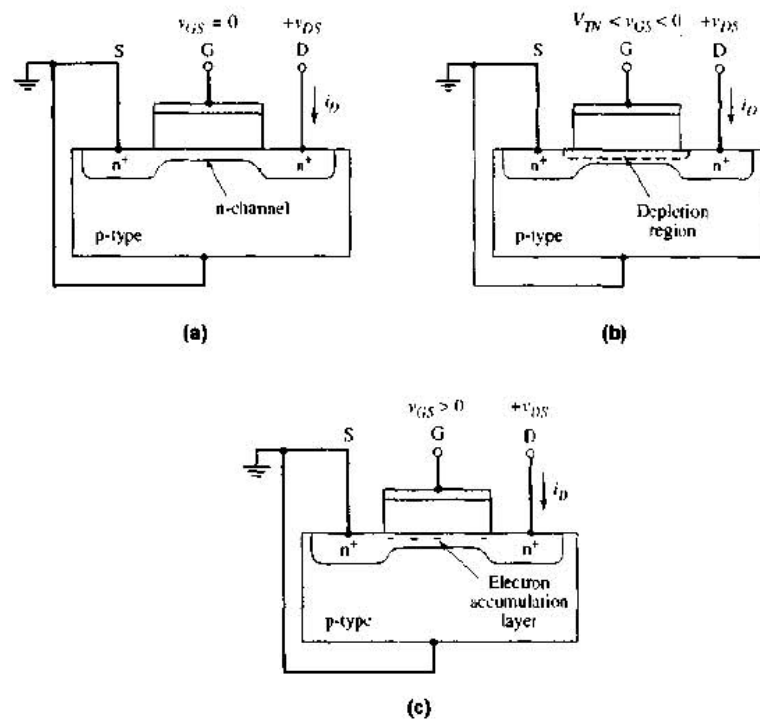 v_GS = 0 +v_DS
S G D
i_D
n+ n+
n-channel
p-type
(a)
V_TN < v_GS < 0 +v_DS
S G D
i_D
n+ n+
Depletion
region
p-type
(b)
v_GS > 0 +v_DS
S G D
i_D
n+ n+
Electron
accumulation
layer
p-type
(c)